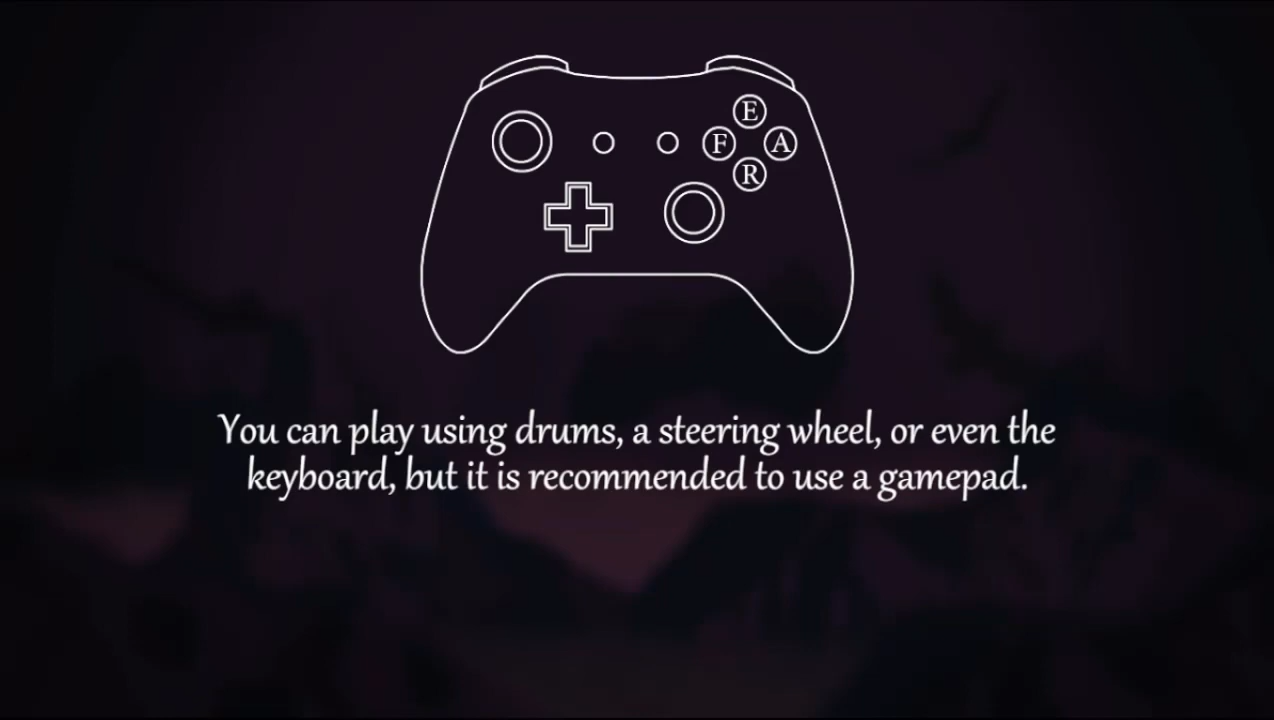 E
F A
R
You can play using drums, a steering wheel, or even the
keyboard, but it is recommended to use a gamepad.